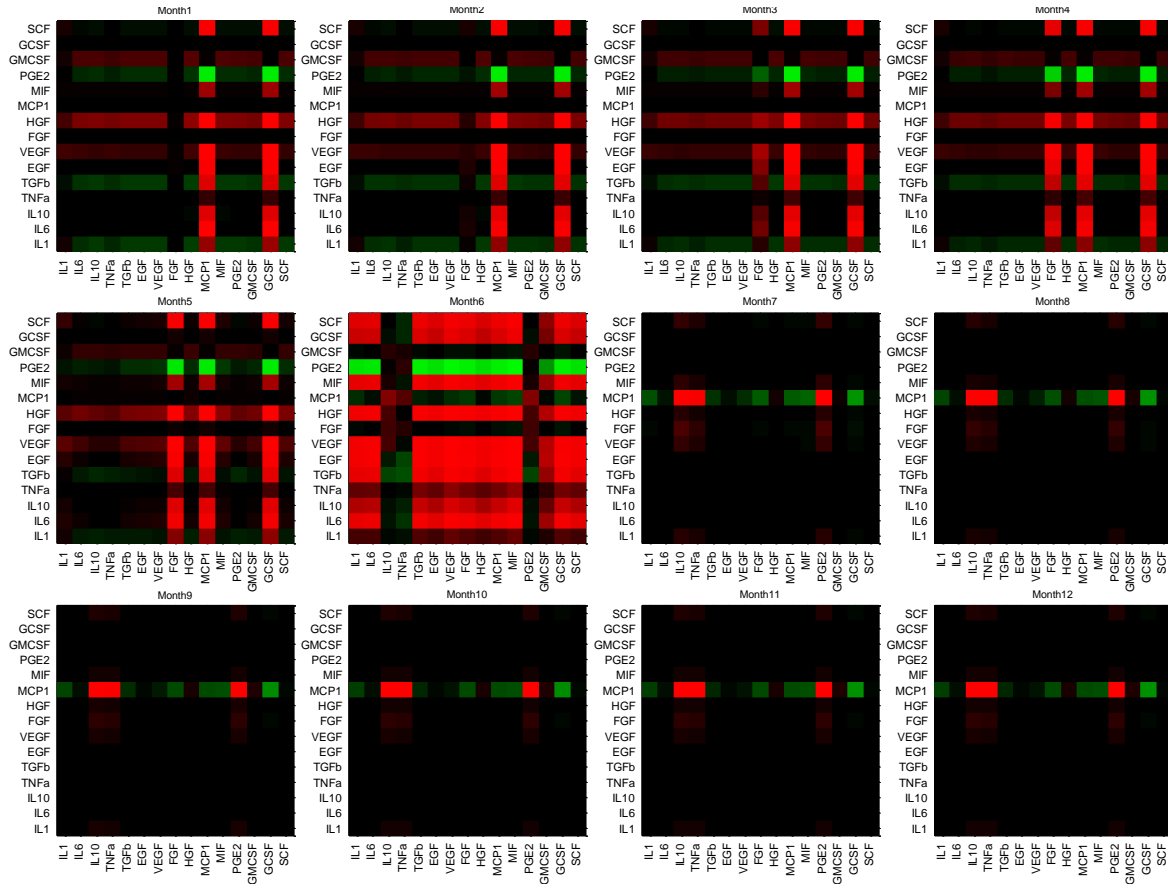 Month1
SCF
GCSF
GMCSF
PGE2
MIF
MCP1
HGF
FGF
VEGF
EGF
TGFb
TNFa
IL10
IL6
IL1
IL1
IL6
IL10
TNFa
TGFb
EGF
VEGF
FGF
HGF
MCP1
MIF
PGE2
GMCSF
GCSF
SCF
Month2
SCF
GCSF
GMCSF
PGE2
MIF
MCP1
HGF
FGF
VEGF
EGF
TGFb
TNFa
IL10
IL6
IL1
IL1
IL6
IL10
TNFa
TGFb
EGF
VEGF
FGF
HGF
MCP1
MIF
PGE2
GMCSF
GCSF
SCF
Month3
SCF
GCSF
GMCSF
PGE2
MIF
MCP1
HGF
FGF
VEGF
EGF
TGFb
TNFa
IL10
IL6
IL1
IL1
IL6
IL10
TNFa
TGFb
EGF
VEGF
FGF
HGF
MCP1
MIF
PGE2
GMCSF
GCSF
SCF
Month4
SCF
GCSF
GMCSF
PGE2
MIF
MCP1
HGF
FGF
VEGF
EGF
TGFb
TNFa
IL10
IL6
IL1
IL1
IL6
IL10
TNFa
TGFb
EGF
VEGF
FGF
HGF
MCP1
MIF
PGE2
GMCSF
GCSF
SCF
Month5
SCF
GCSF
GMCSF
PGE2
MIF
MCP1
HGF
FGF
VEGF
EGF
TGFb
TNFa
IL10
IL6
IL1
IL1
IL6
IL10
TNFa
TGFb
EGF
VEGF
FGF
HGF
MCP1
MIF
PGE2
GMCSF
GCSF
SCF
Month6
SCF
GCSF
GMCSF
PGE2
MIF
MCP1
HGF
FGF
VEGF
EGF
TGFb
TNFa
IL10
IL6
IL1
IL1
IL6
IL10
TNFa
TGFb
EGF
VEGF
FGF
HGF
MCP1
MIF
PGE2
GMCSF
GCSF
SCF
Month7
SCF
GCSF
GMCSF
PGE2
MIF
MCP1
HGF
FGF
VEGF
EGF
TGFb
TNFa
IL10
IL6
IL1
IL1
IL6
IL10
TNFa
TGFb
EGF
VEGF
FGF
HGF
MCP1
MIF
PGE2
GMCSF
GCSF
SCF
Month8
SCF
GCSF
GMCSF
PGE2
MIF
MCP1
HGF
FGF
VEGF
EGF
TGFb
TNFa
IL10
IL6
IL1
IL1
IL6
IL10
TNFa
TGFb
EGF
VEGF
FGF
HGF
MCP1
MIF
PGE2
GMCSF
GCSF
SCF
Month9
SCF
GCSF
GMCSF
PGE2
MIF
MCP1
HGF
FGF
VEGF
EGF
TGFb
TNFa
IL10
IL6
IL1
IL1
IL6
IL10
TNFa
TGFb
EGF
VEGF
FGF
HGF
MCP1
MIF
PGE2
GMCSF
GCSF
SCF
Month10
SCF
GCSF
GMCSF
PGE2
MIF
MCP1
HGF
FGF
VEGF
EGF
TGFb
TNFa
IL10
IL6
IL1
IL1
IL6
IL10
TNFa
TGFb
EGF
VEGF
FGF
HGF
MCP1
MIF
PGE2
GMCSF
GCSF
SCF
Month11
SCF
GCSF
GMCSF
PGE2
MIF
MCP1
HGF
FGF
VEGF
EGF
TGFb
TNFa
IL10
IL6
IL1
IL1
IL6
IL10
TNFa
TGFb
EGF
VEGF
FGF
HGF
MCP1
MIF
PGE2
GMCSF
GCSF
SCF
Month12
SCF
GCSF
GMCSF
PGE2
MIF
MCP1
HGF
FGF
VEGF
EGF
TGFb
TNFa
IL10
IL6
IL1
IL1
IL6
IL10
TNFa
TGFb
EGF
VEGF
FGF
HGF
MCP1
MIF
PGE2
GMCSF
GCSF
SCF